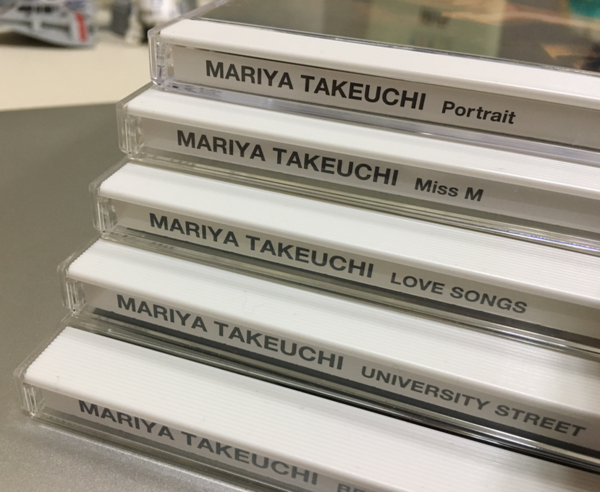 MARIYA TAKEUCHI Portrait
MARIYA TAKEUCHI Miss M
MARIYA TAKEUCHI LOVE SONGS
MARIYA TAKEUCHI UNIVERSITY STREET
MARIYA TAKEUCHI